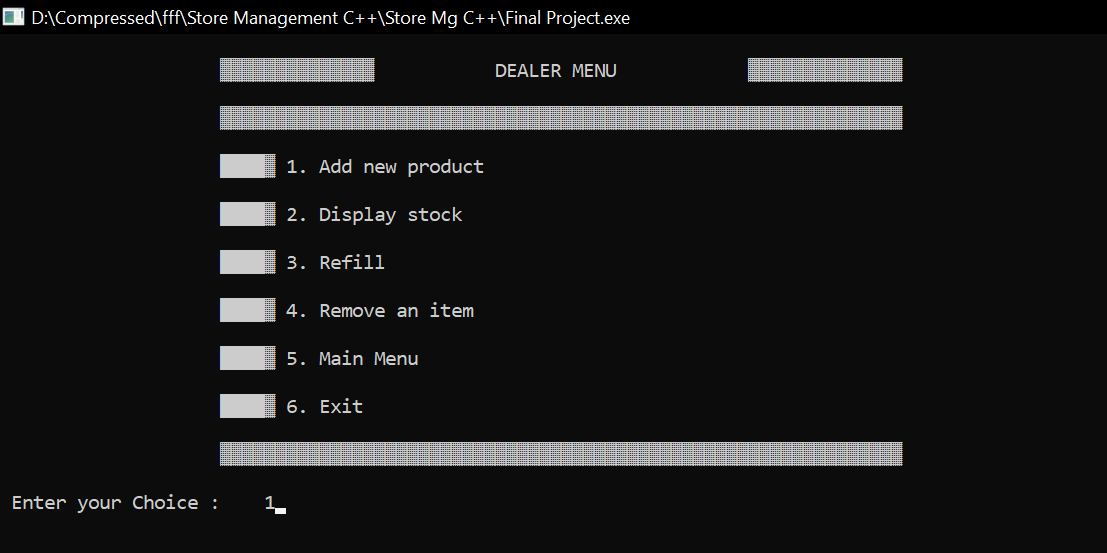 D:\Compressed\fff\Store Management C++\Store Mg C++\Final Project.exe
DEALER MENU
1. Add new product
2. Display stock
3. Refill
4. Remove an item
5. Main Menu
6. Exit
Enter your Choice : 1